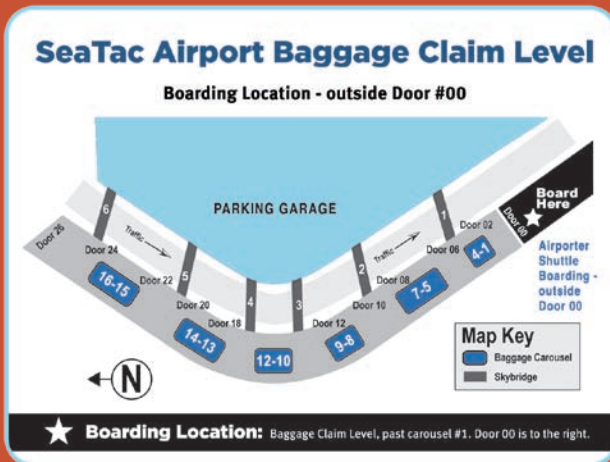 SeaTac Airport Baggage Claim Level
Boarding Location - outside Door #00
PARKING GARAGE
Board
Here
Door 00
Airporter
Shuttle
Boarding -
outside
Door 00
6
5
4
3
2
1
Traffic
Traffic
Door 26
Door 24
Door 22
Door 20
Door 18
Door 12
Door 10
Door 08
Door 06
Door 02
16-15
14-13
12-10
9-8
7-5
4-1
N
Map Key
Baggage Carousel
Skybridge
Boarding Location: Baggage Claim Level, past carousel #1. Door 00 is to the right.